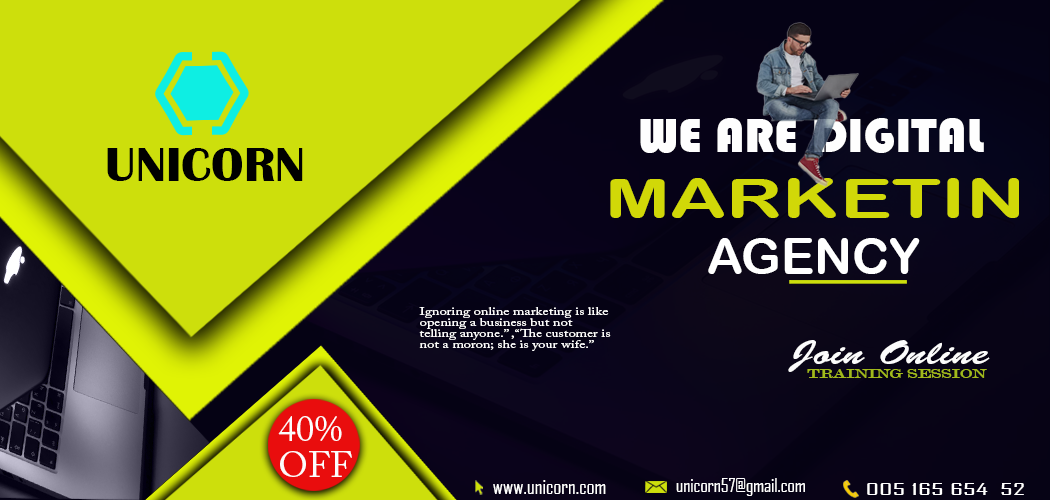 UNICORN
WE ARE DIGITAL
MARKETIN
AGENCY
Ignoring online marketing is like
opening a business but not
telling anyone.”,“The customer is
not a moron; she is your wife.”
Join Online
TRAINING SESSION
40%
OFF
www.unicorn.com
unicorn57@gmail.com
005 165 654 52